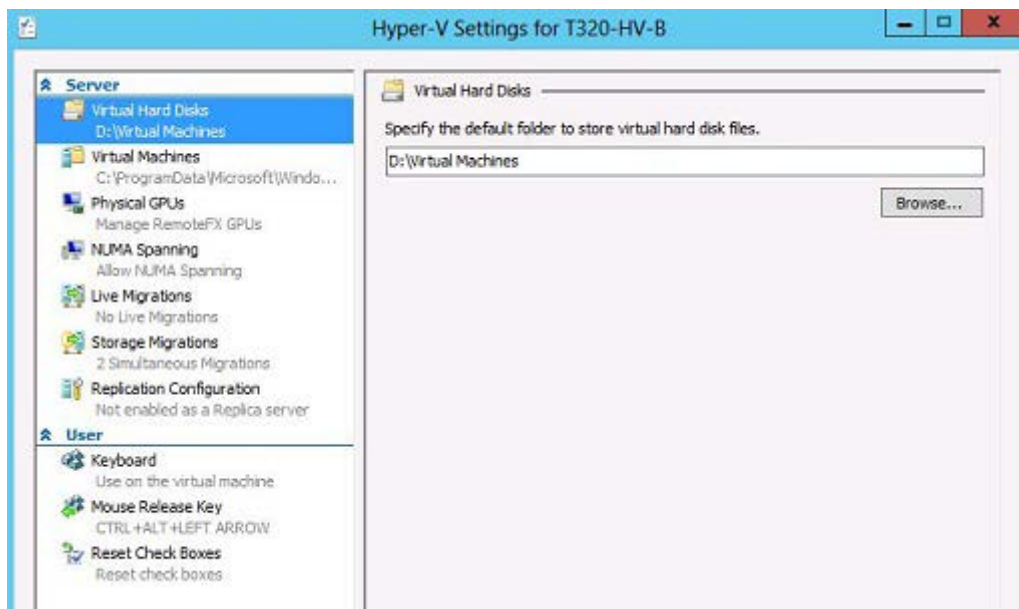 Hyper-V Settings for T320-HV-B
Server
Virtual Hard Disks
D:\Virtual Machines
Virtual Machines
C:\ProgramData\Microsoft\Windo...
Physical GPUs
Manage RemoteFX GPUs
NUMA Spanning
Allow NUMA Spanning
Live Migrations
No Live Migrations
Storage Migrations
2 Simultaneous Migrations
Replication Configuration
Not enabled as a Replica server
User
Keyboard
Use on the virtual machine
Mouse Release Key
CTRL+ALT+LEFT ARROW
Reset Check Boxes
Reset check boxes
Virtual Hard Disks
Specify the default folder to store virtual hard disk files.
D:\Virtual Machines
Browse...